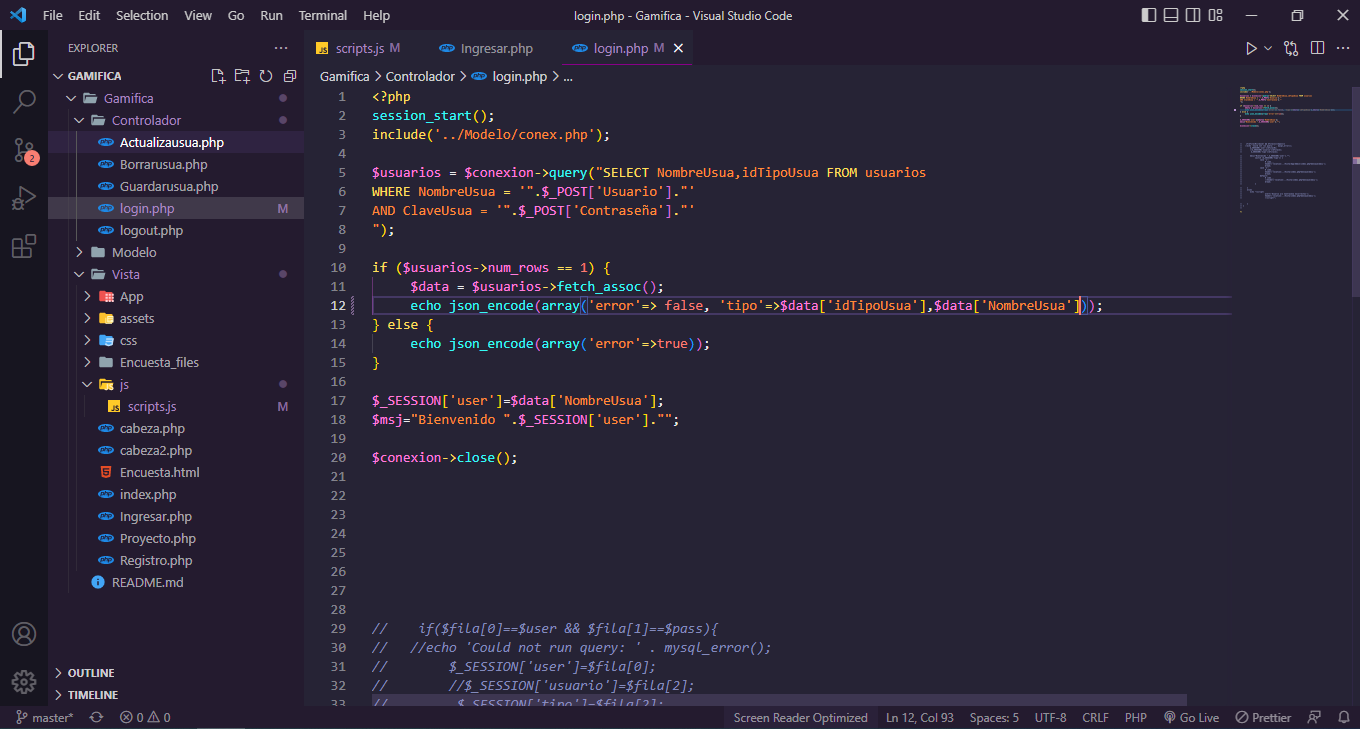 File Edit Selection View Go Run Terminal Help
login.php - Gamifica - Visual Studio Code
EXPLORER
GAMIFICA
Gamifica
Controlador
Actualizausua.php
Borrarusua.php
Guardarusua.php
login.php M
logout.php
Modelo
Vista
App
assets
css
Encuesta_files
js
scripts.js M
cabeza.php
cabeza2.php
Encuesta.html
index.php
Ingresar.php
Proyecto.php
Registro.php
README.md
OUTLINE
TIMELINE
2
scripts.js M Ingresar.php login.php M
Gamifica > Controlador > login.php > ...
1 <?php
2 session_start();
3 include('../Modelo/conex.php');
4
5 $usuarios = $conexion->query("SELECT NombreUsua,idTipoUsua FROM usuarios
6 WHERE NombreUsua = '".$_POST['Usuario']."'
7 AND ClaveUsua = '".$_POST['Contraseña']."'
8 ");
9
10 if ($usuarios->num_rows == 1) {
11 $data = $usuarios->fetch_assoc();
12 echo json_encode(array('error'=> false, 'tipo'=>$data['idTipoUsua'],$data['NombreUsua']));
13 } else {
14 echo json_encode(array('error'=>true));
15 }
16
17 $_SESSION['user']=$data['NombreUsua'];
18 $msj="Bienvenido ".$_SESSION['user']."";
19
20 $conexion->close();
21
22
23
24
25
26
27
28
29 // if($fila[0]==$user && $fila[1]==$pass){
30 // //echo 'Could not run query: ' . mysql_error();
31 // $_SESSION['user']=$fila[0];
32 // //$_SESSION['usuario']=$fila[2];
33 // $_SESSION['tipo']=$fila[2];
master* 0 0 Screen Reader Optimized Ln 12, Col 93 Spaces: 5 UTF-8 CRLF PHP Go Live Prettier